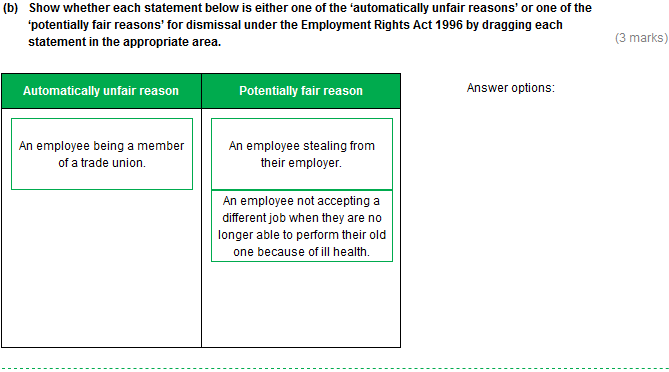 (b) Show whether each statement below is either one of the ‘automatically unfair reasons’ or one of the
‘potentially fair reasons’ for dismissal under the Employment Rights Act 1996 by dragging each
statement in the appropriate area.
(3 marks)
Automatically unfair reason
Potentially fair reason
Answer options:
An employee being a member
of a trade union.
An employee stealing from
their employer.
An employee not accepting a
different job when they are no
longer able to perform their old
one because of ill health.